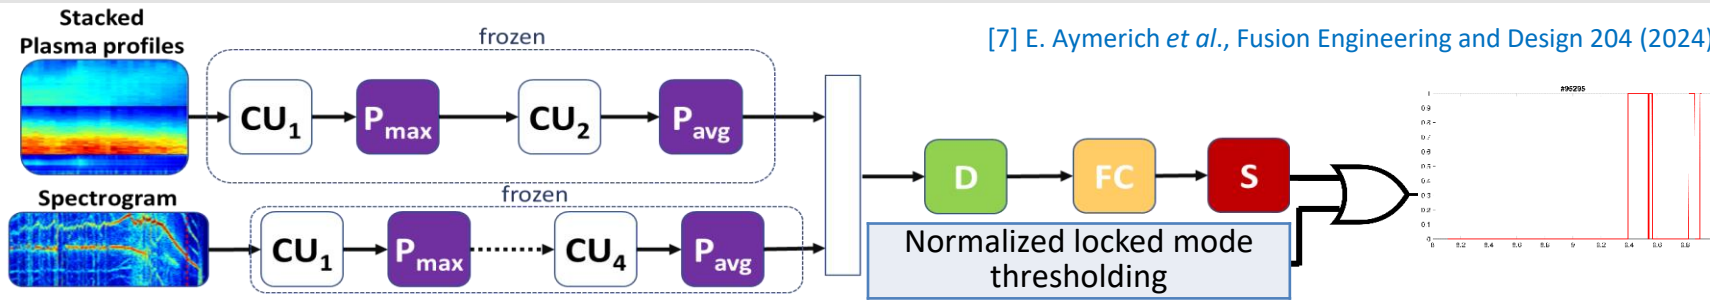 Stacked
Plasma profiles
frozen
[7] E. Aymerich et al., Fusion Engineering and Design 204 (2024)
CU1
Pmax
CU2
Pavg
Spectrogram
frozen
CU1
Pmax
CU4
Pavg
D
FC
S
Normalized locked mode
thresholding
#96295